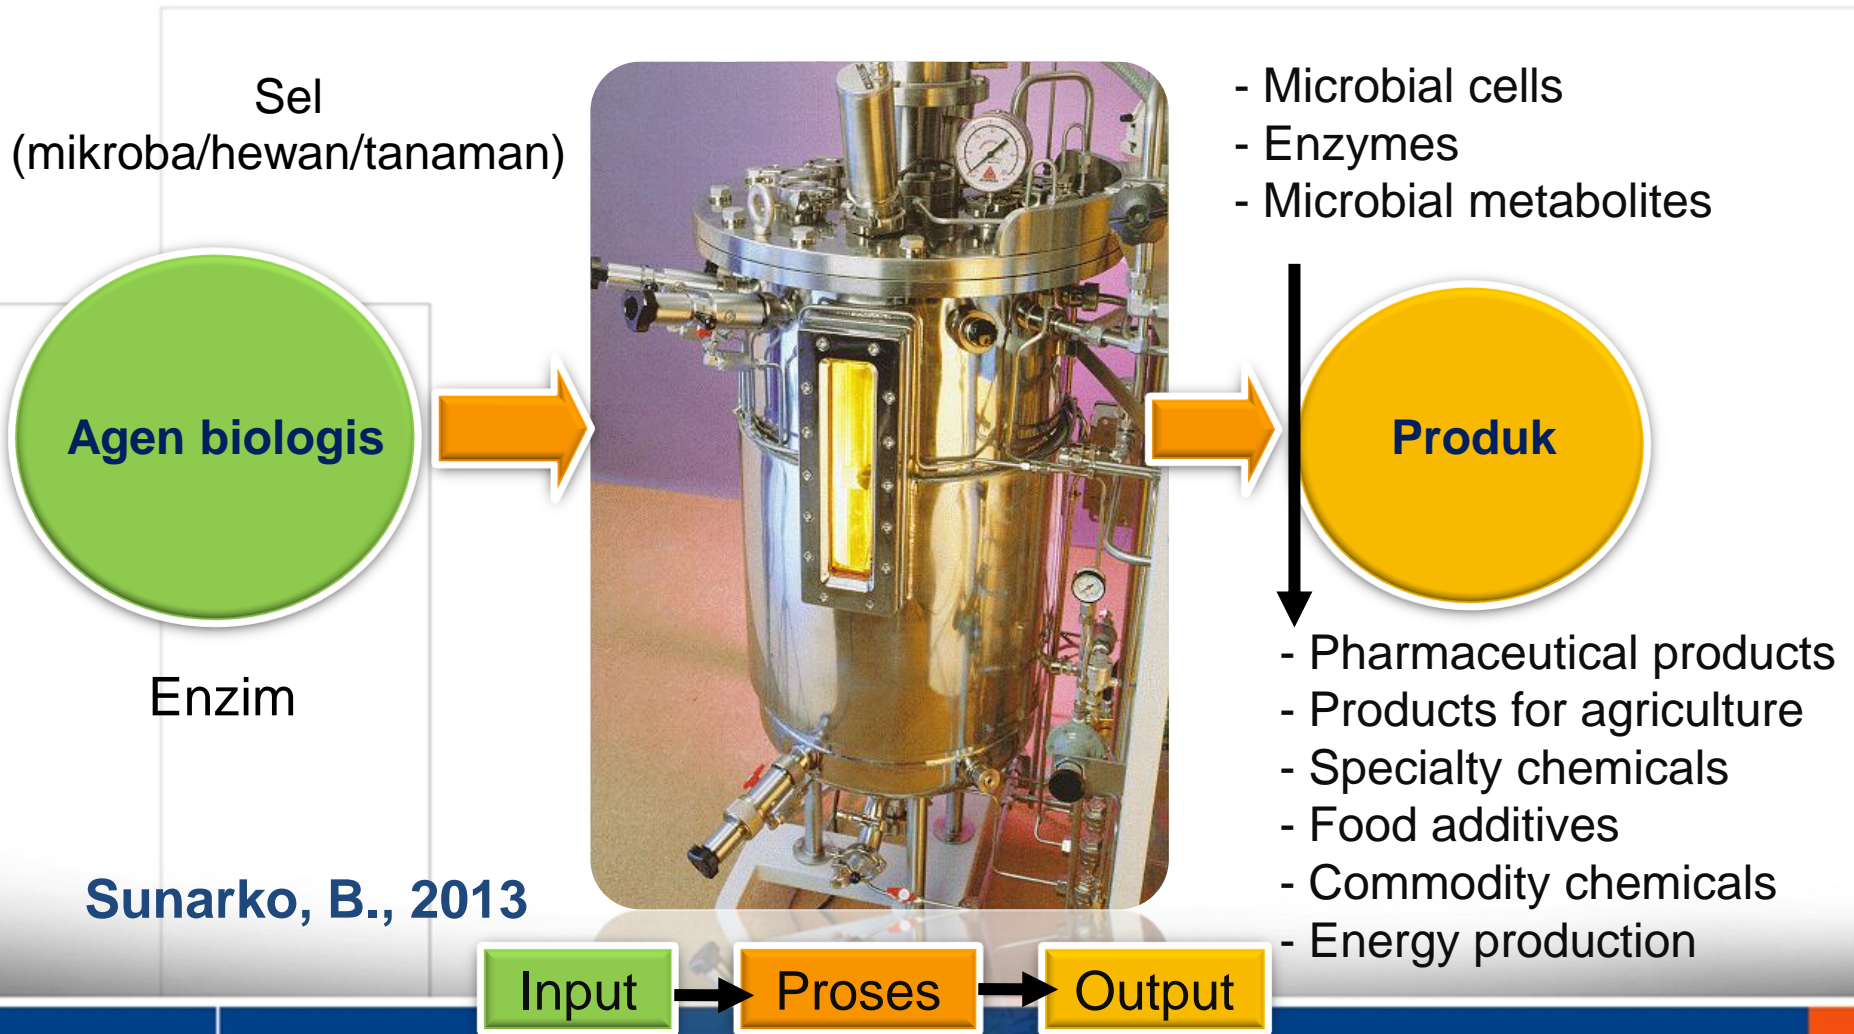 Sel
(mikroba/hewan/tanaman)
Agen biologis
Enzim
Sunarko, B., 2013
- Microbial cells
- Enzymes
- Microbial metabolites
Produk
- Pharmaceutical products
- Products for agriculture
- Specialty chemicals
- Food additives
- Commodity chemicals
- Energy production
Input
Proses
Output